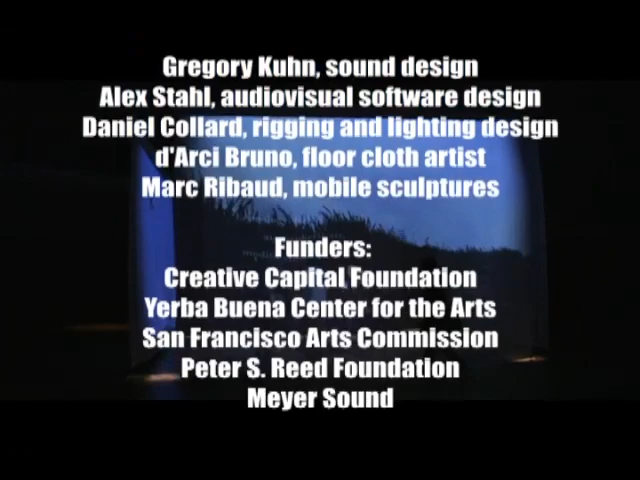 Gregory Kuhn, sound design
Alex Stahl, audiovisual software design
Daniel Collard, rigging and lighting design
d'Arci Bruno, floor cloth artist
Marc Ribaud, mobile sculptures
Funders:
Creative Capital Foundation
Yerba Buena Center for the Arts
San Francisco Arts Commission
Peter S. Reed Foundation
Meyer Sound